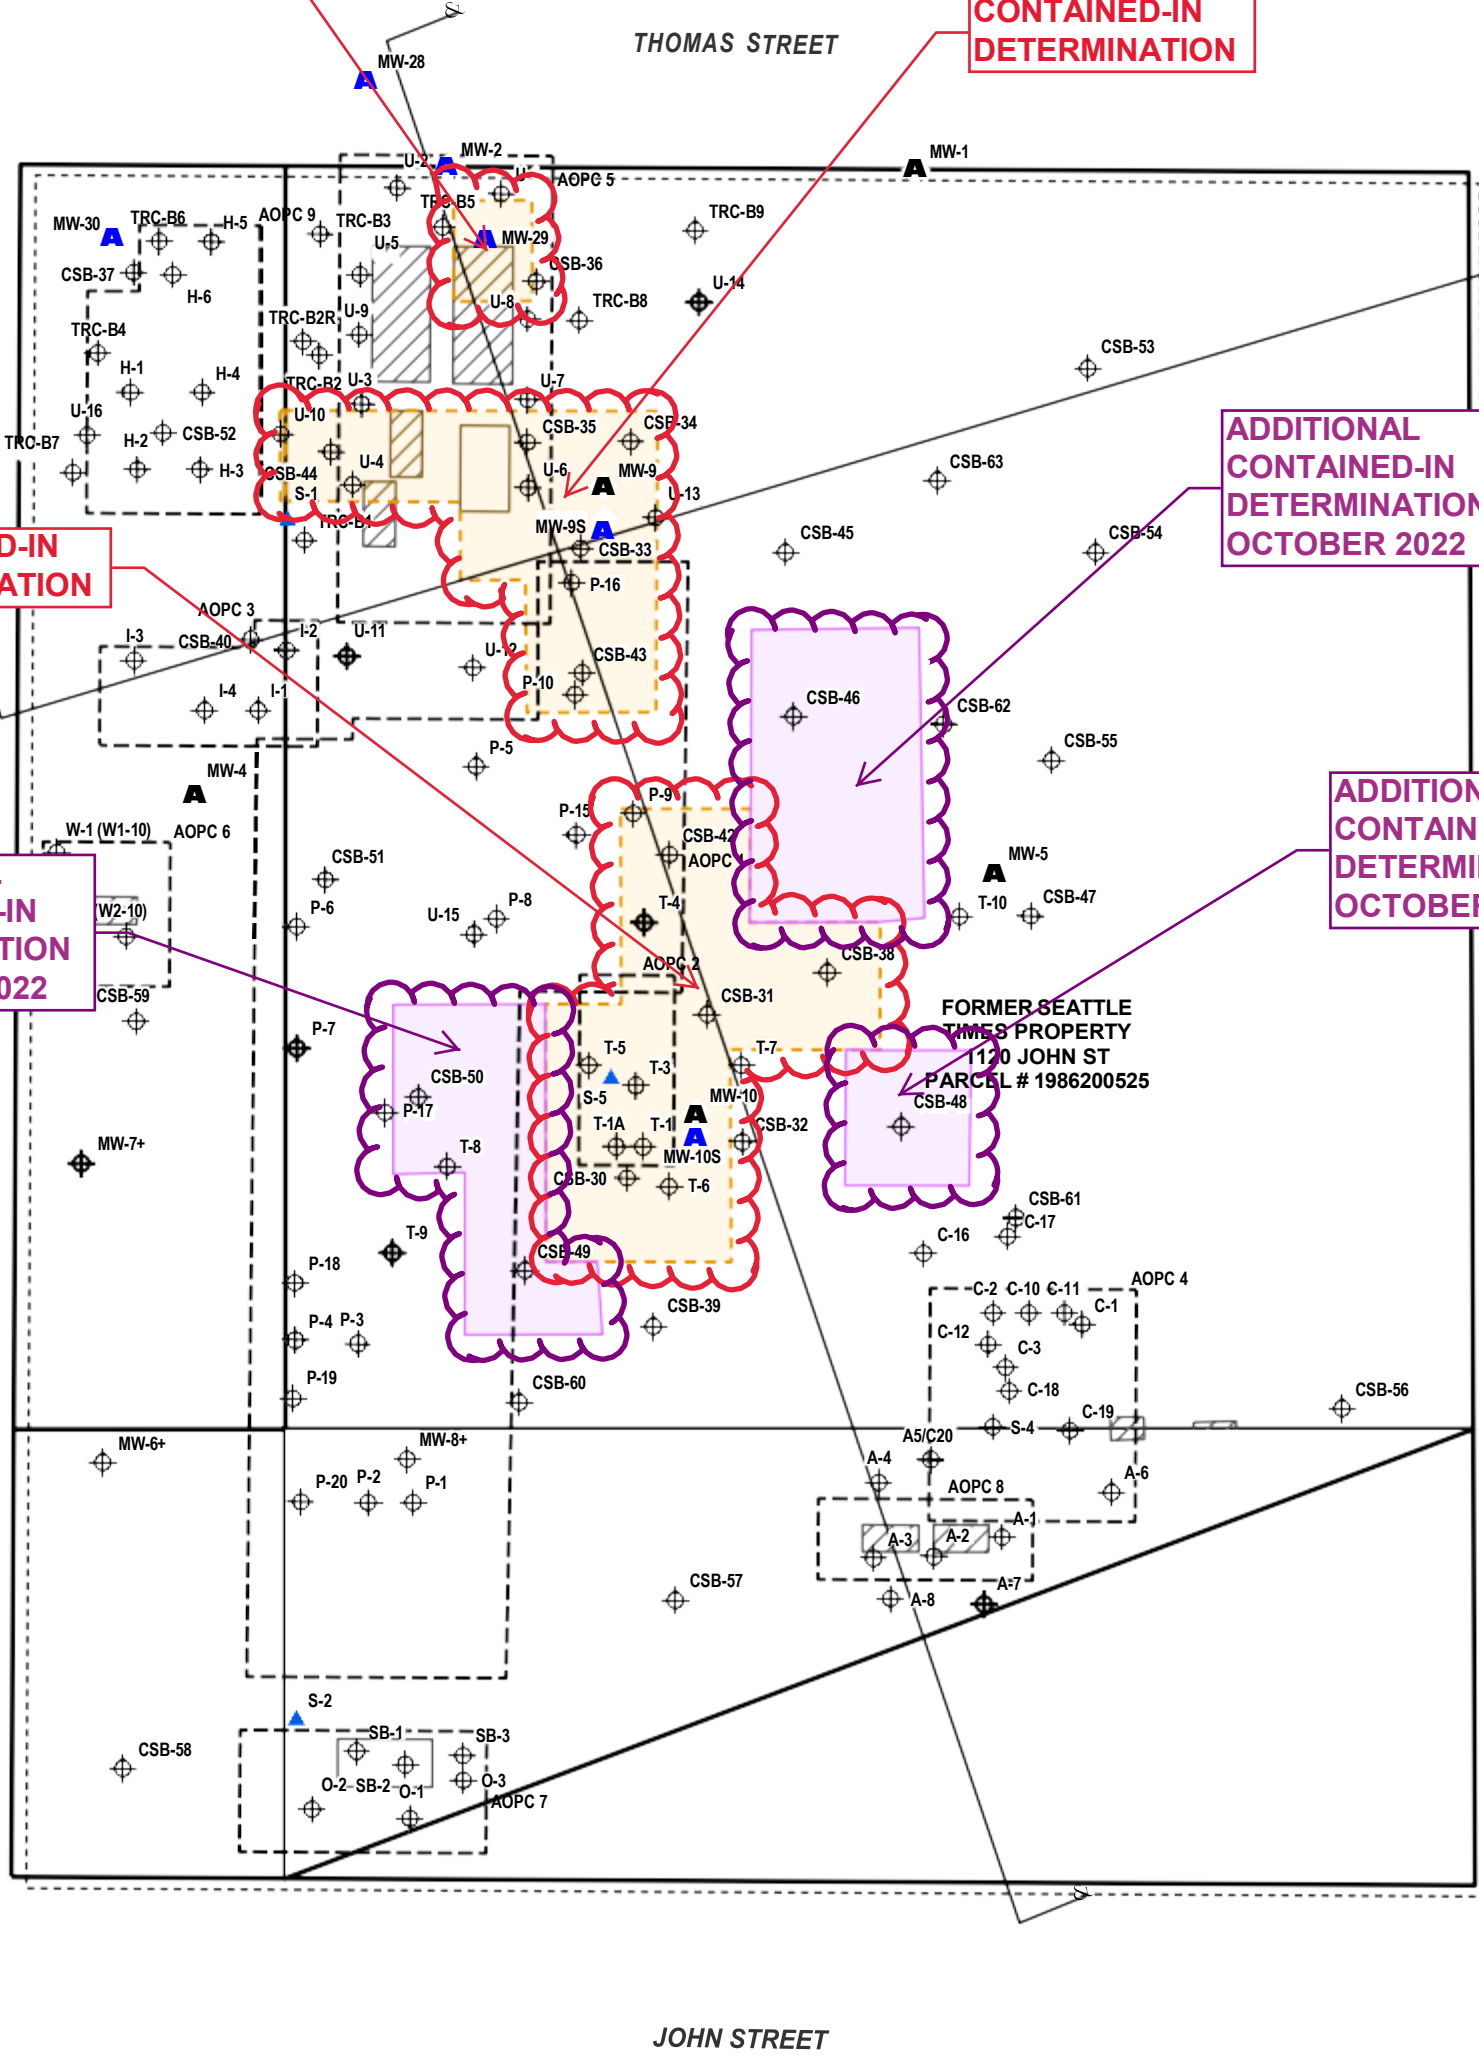 CONTAINED-IN
DETERMINATION
THOMAS STREET
MW-28
MW-1
MW-2
U-2
AOPC 5
TRC-B5
TRC-B9
MW-30
TRC-B6
H-5
AOPC 9
TRC-B3
U-5
MW-29
CSB-37
H-6
CSB-36
U-14
U-8
TRC-B8
TRC-B2R
U-9
TRC-B4
CSB-53
H-1
H-4
TRC-B2
U-3
U-7
U-16
U-10
CSB-35
CSB-34
TRC-B7
H-2
CSB-52
H-3
CSB-44
U-4
U-6
MW-9
CSB-63
S-1
U-13
TRC-B1
MW-9S
CSB-33
CSB-45
CSB-54
ADDITIONAL
CONTAINED-IN
DETERMINATION
OCTOBER 2022
D-IN
ATION
P-16
AOPC 3
I-3
CSB-40
I-2
U-11
U-12
CSB-43
P-10
I-4
I-1
CSB-46
CSB-62
CSB-55
P-5
MW-4
P-9
P-15
W-1 (W1-10)
AOPC 6
CSB-42
AOPC 1
CSB-51
MW-5
ADDITION
CONTAIN
DETERMI
OCTOBER
-IN
TION
022
(W2-10)
P-6
U-15
P-8
T-4
T-10
CSB-47
AOPC 2
CSB-38
CSB-59
CSB-31
FORMER SEATTLE
TIMES PROPERTY
1120 JOHN ST
PARCEL # 1986200525
P-7
T-5
T-7
CSB-50
T-3
P-17
S-5
MW-10
CSB-48
T-1A
T-1
CSB-32
MW-7+
T-8
MW-10S
CSB-30
T-6
CSB-61
C-17
T-9
C-16
CSB-49
P-18
AOPC 4
C-2
C-10
C-11
C-1
CSB-39
P-4
P-3
C-12
C-3
P-19
CSB-60
C-18
CSB-56
C-19
S-4
MW-6+
MW-8+
A5/C20
A-4
A-6
P-20
P-2
P-1
AOPC 8
A-1
A-3
A-2
CSB-57
A-7
A-8
S-2
SB-1
SB-3
CSB-58
O-2
SB-2
O-1
O-3
AOPC 7
JOHN STREET